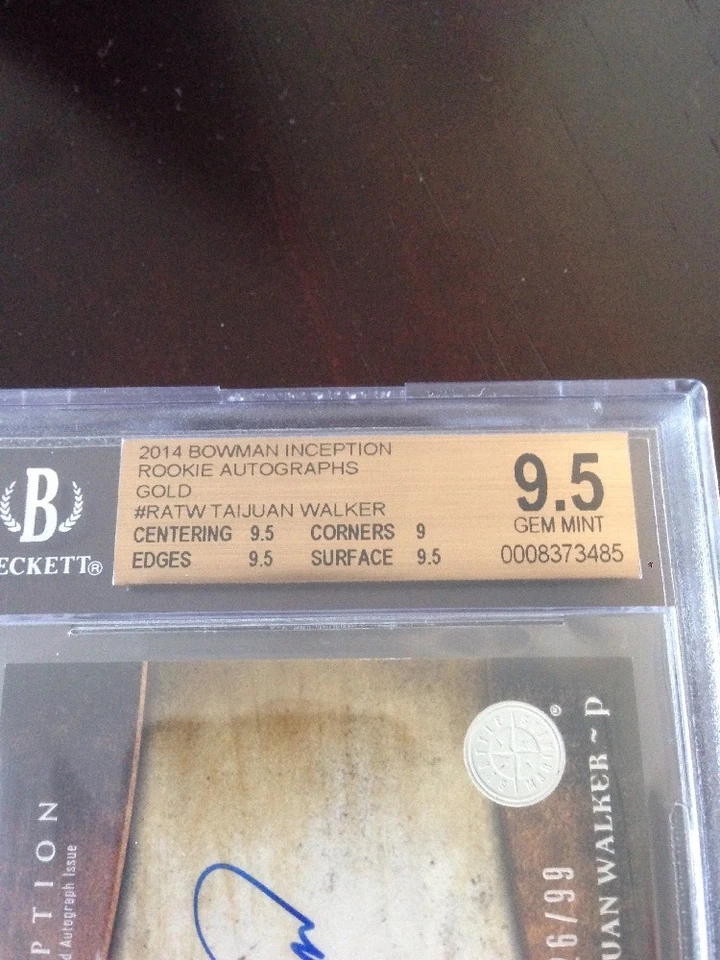 2014 BOWMAN INCEPTION
ROOKIE AUTOGRAPHS
GOLD
#RATW TAIJUAN WALKER
CENTERING 9.5 CORNERS 9
EDGES 9.5 SURFACE 9.5
9.5
GEM MINT
0008373485
B
ECKETT®
PTION
d Autograph Issue
6/99
UAN WALKER ~ P